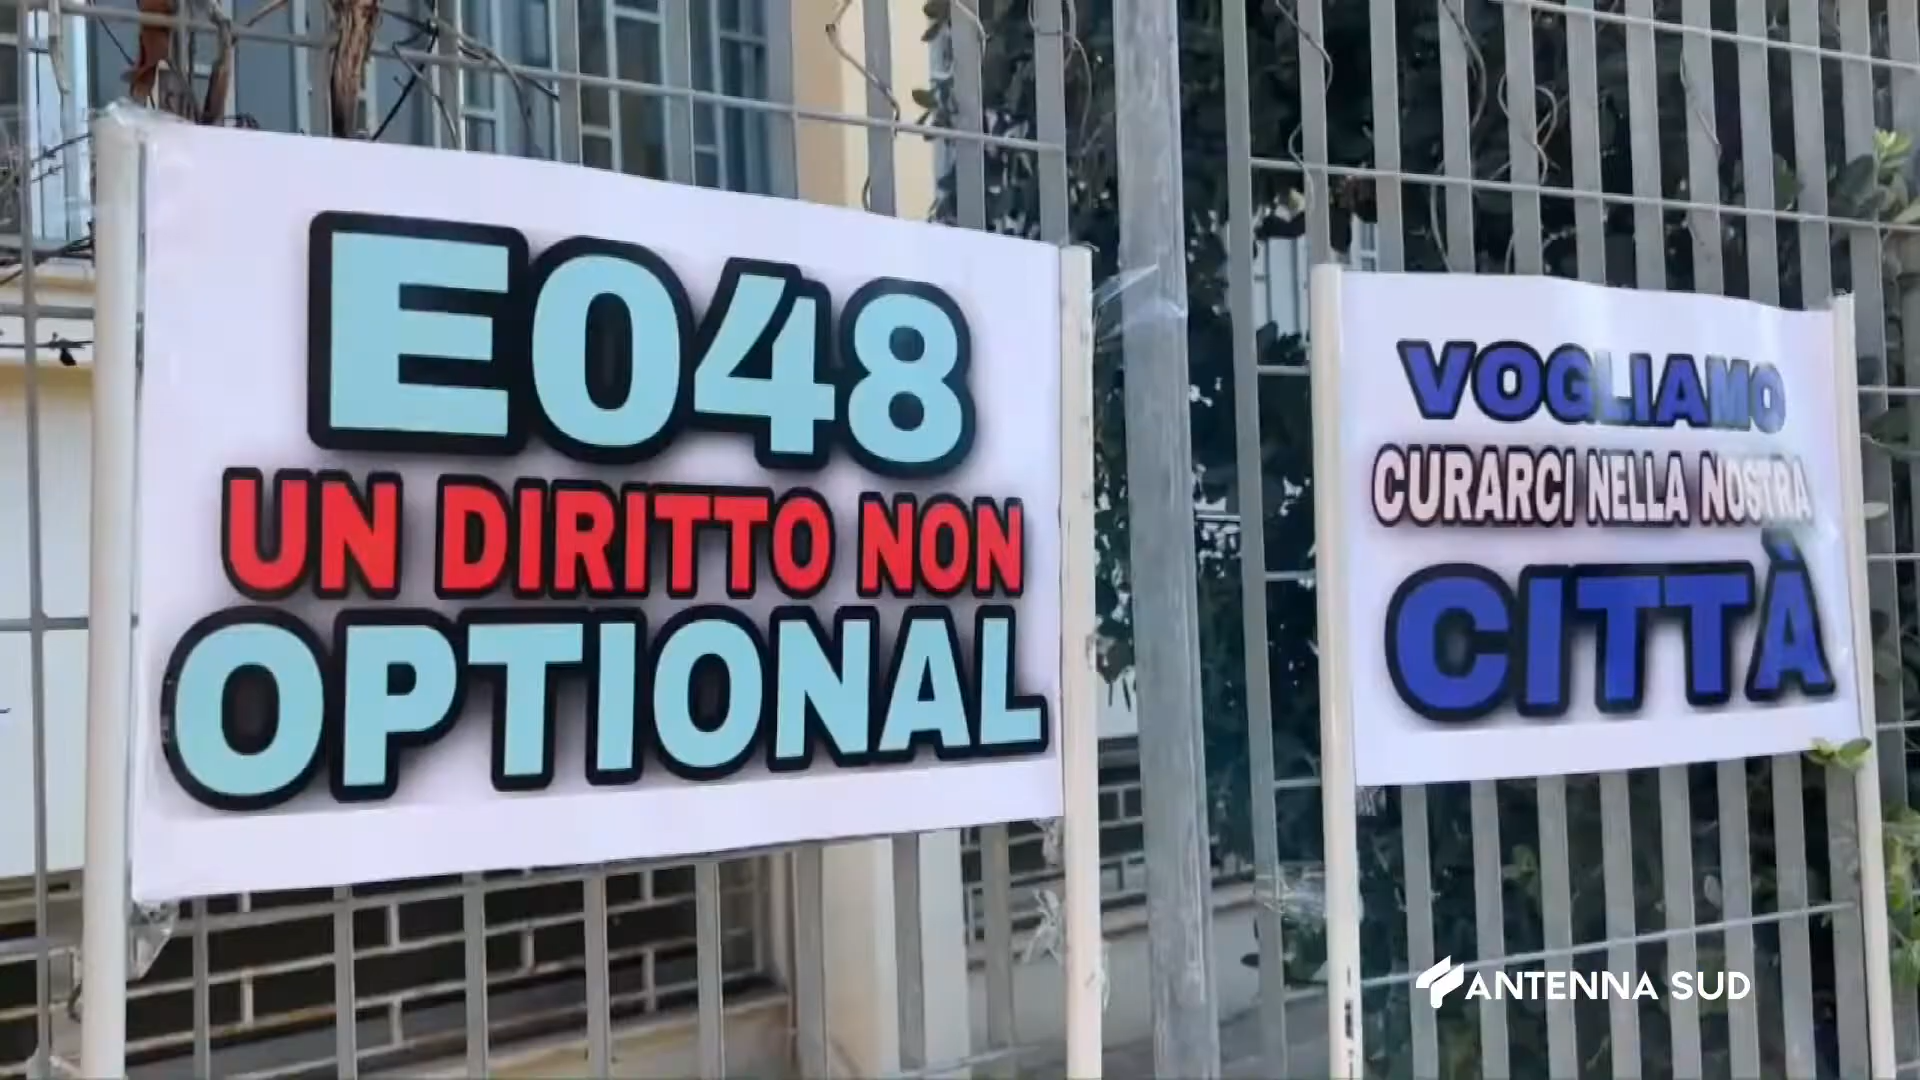 E048
UN DIRITTO NON
OPTIONAL
VOGLIAMO
CURARCI NELLA NOSTRA
CITTÀ
ANTENNA SUD